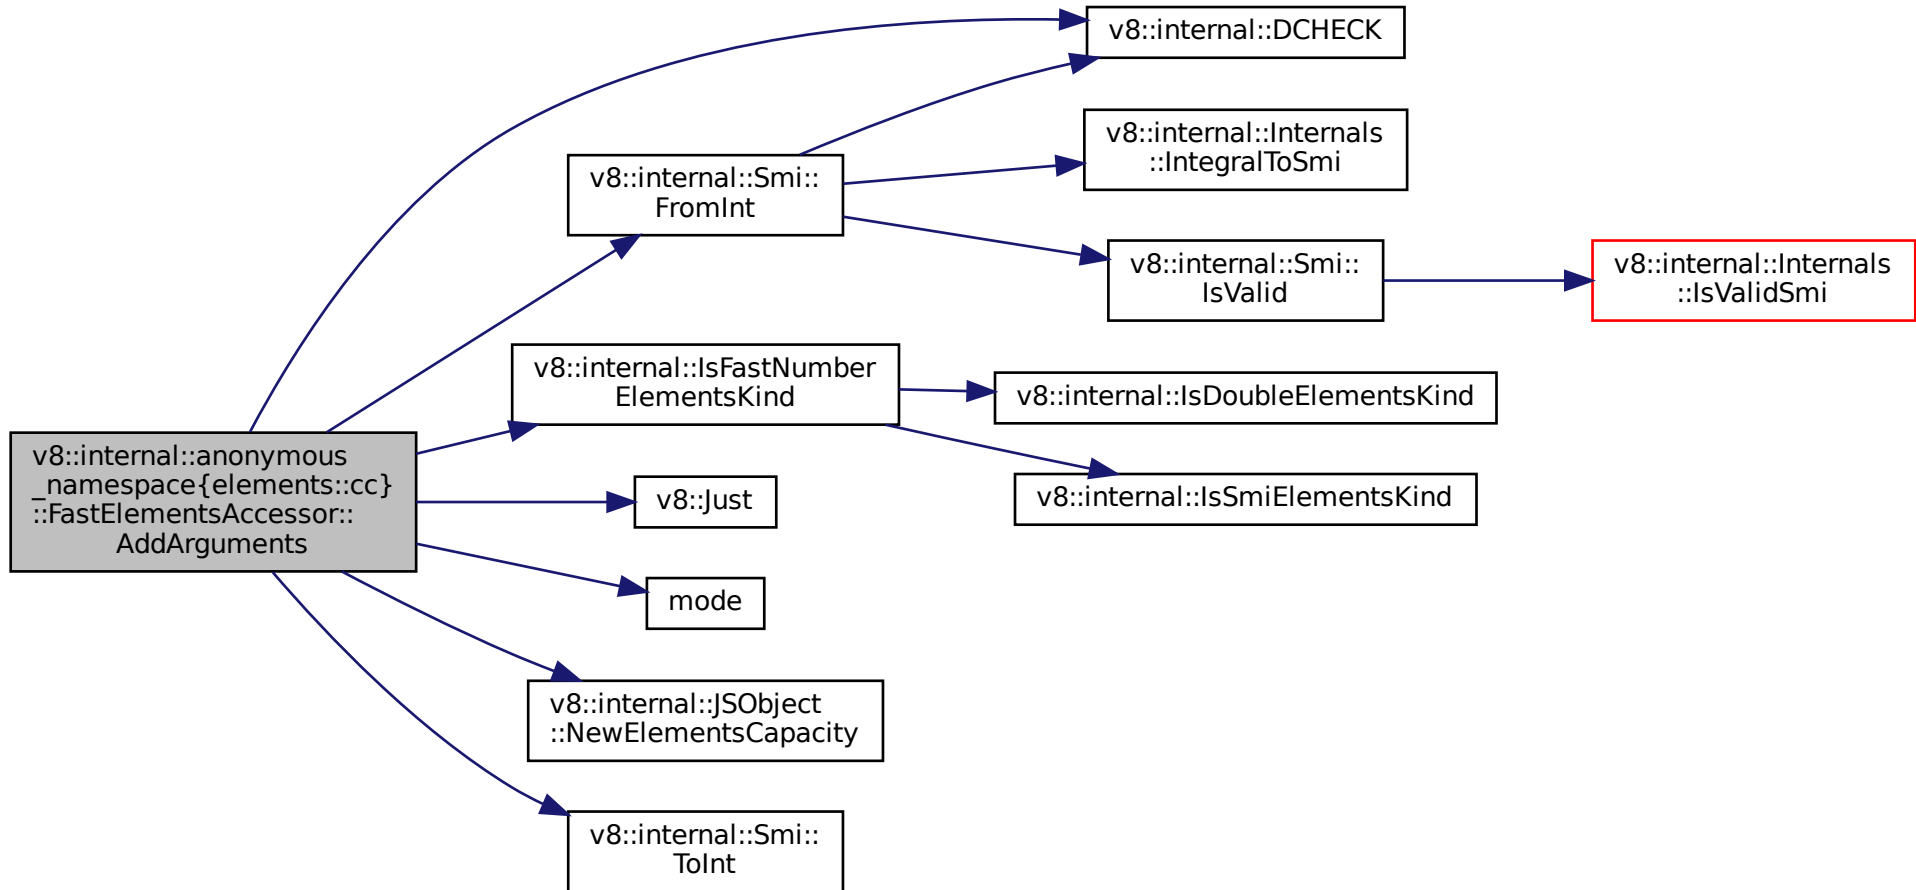 v8::internal::DCHECK
v8::internal::Internals
::IntegralToSmi
v8::internal::Smi::
FromInt
v8::internal::Smi::
IsValid
v8::internal::Internals
::IsValidSmi
v8::internal::IsFastNumber
ElementsKind
v8::internal::IsDoubleElementsKind
v8::internal::anonymous
_namespace{elements::cc}
::FastElementsAccessor::
AddArguments
v8::Just
v8::internal::IsSmiElementsKind
mode
v8::internal::JSObject
::NewElementsCapacity
v8::internal::Smi::
ToInt